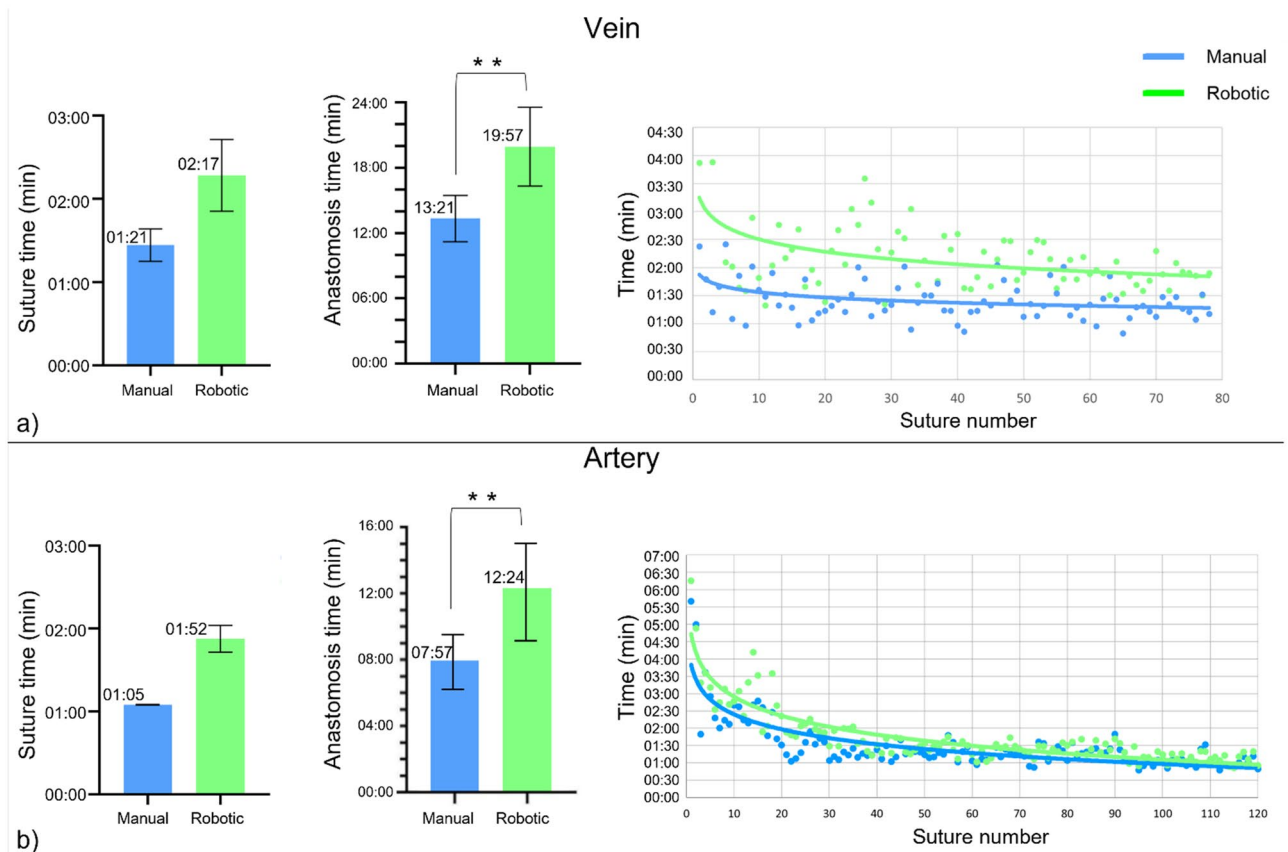 Vein
Manual
Robotic
* *
Suture time (min)
03:00
02:00
01:00
00:00
01:21
02:17
Manual Robotic
Anastomosis time (min)
24:00
18:00
12:00
06:00
00:00
13:21
19:57
Manual Robotic
Time (min)
04:30
04:00
03:30
03:00
02:30
02:00
01:30
01:00
00:30
00:00
0 10 20 30 40 50 60 70 80
Suture number
a)
Artery
* *
Suture time (min)
03:00
02:00
01:00
00:00
01:05
01:52
Manual Robotic
Anastomosis time (min)
16:00
12:00
08:00
04:00
00:00
07:57
12:24
Manual Robotic
Time (min)
07:00
06:30
06:00
05:30
05:00
04:30
04:00
03:30
03:00
02:30
02:00
01:30
01:00
00:30
00:00
0 10 20 30 40 50 60 70 80 90 100 110 120
Suture number
b)